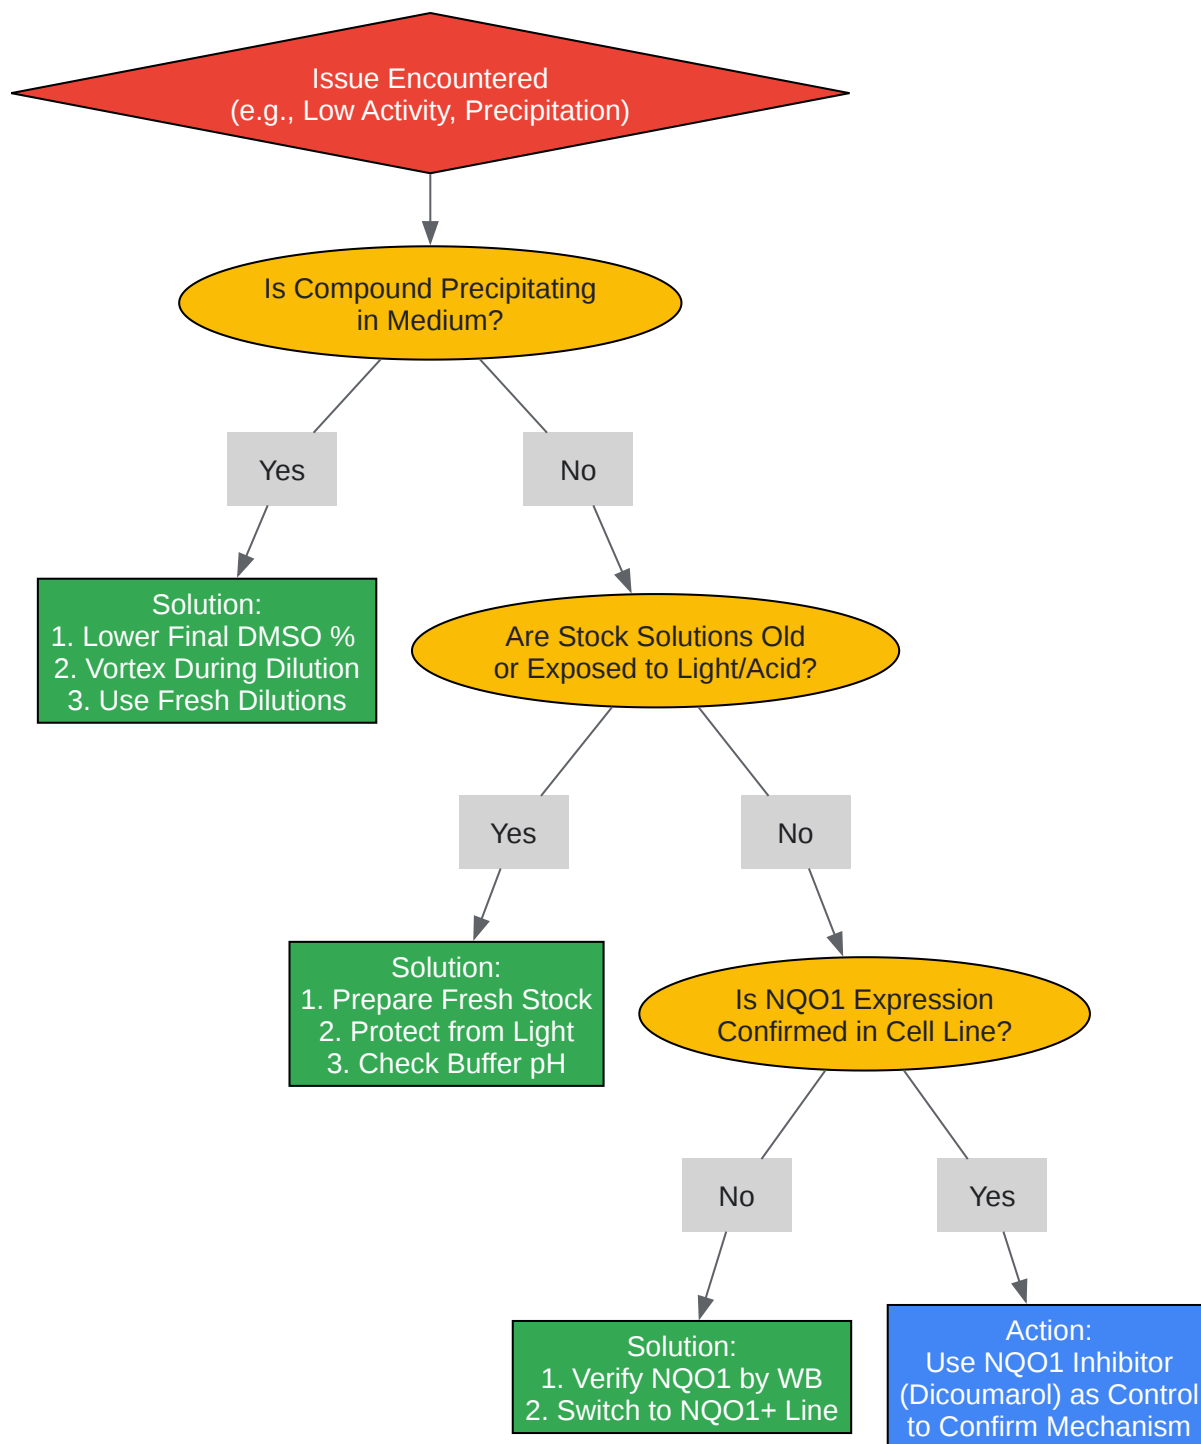 Issue Encountered
(e.g., Low Activity, Precipitation)
Is Compound Precipitating
in Medium?
Yes
No
Solution:
1. Lower Final DMSO %
2. Vortex During Dilution
3. Use Fresh Dilutions
Are Stock Solutions Old
or Exposed to Light/Acid?
Yes
No
Solution:
1. Prepare Fresh Stock
2. Protect from Light
3. Check Buffer pH
Is NQO1 Expression
Confirmed in Cell Line?
No
Yes
Solution:
1. Verify NQO1 by WB
2. Switch to NQO1+ Line
Action:
Use NQO1 Inhibitor
(Dicoumarol) as Control
to Confirm Mechanism